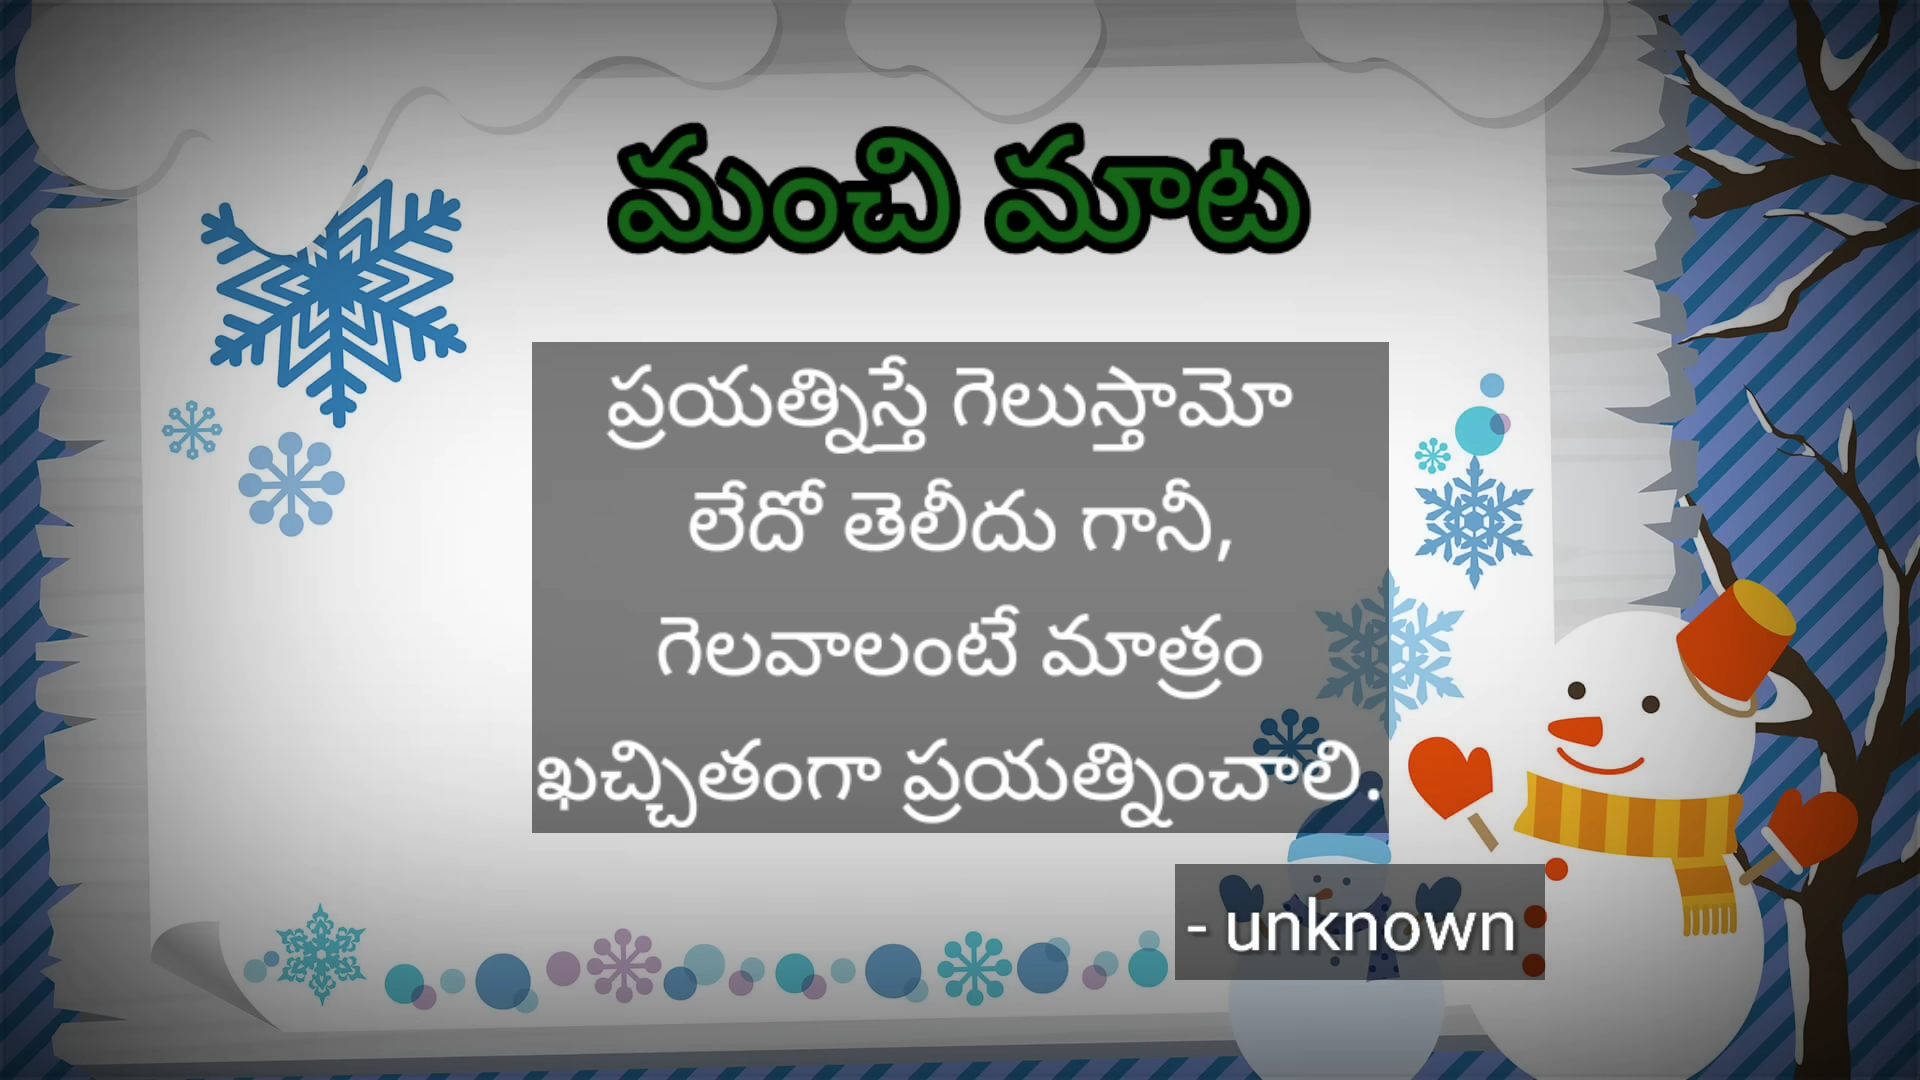 మంచి మాట
ప్రయత్నిస్తే గెలుస్తామో
లేదో తెలీదు గానీ,
గెలవాలంటే మాత్రం
ఖచ్చితంగా ప్రయత్నించాలి.
- unknown